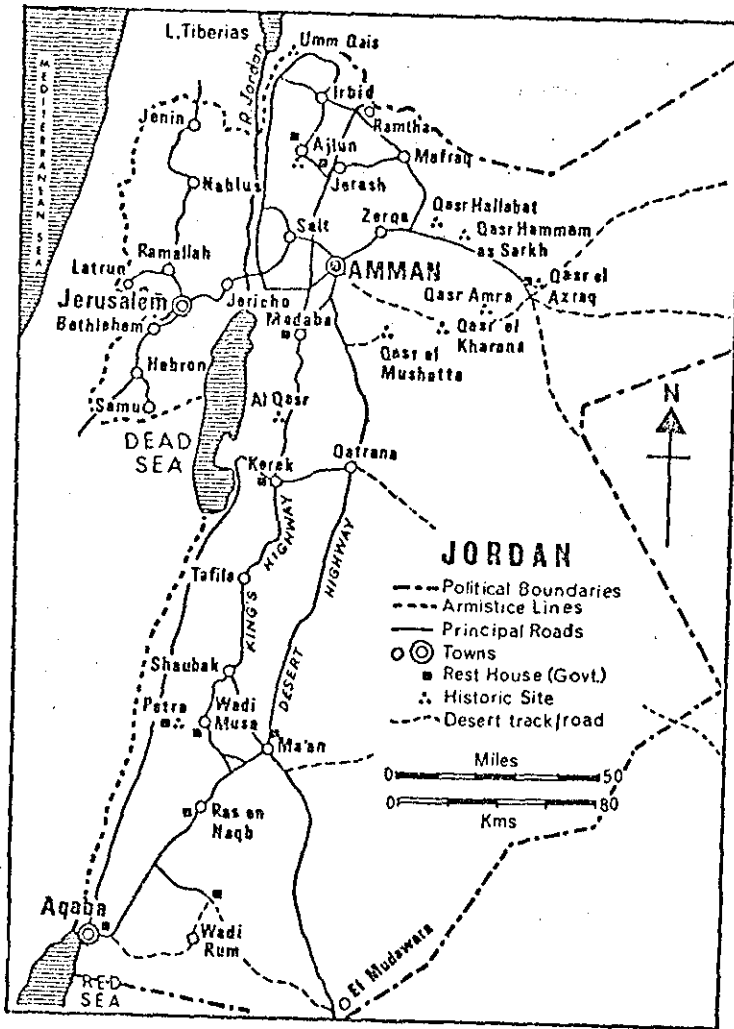 L. Tiberias
Umm Qais
MEDITERRANEAN SEA
R. Jordan
Irbid
Jenin
Ramtha
Ajlun
Mafraq
Jerash
Nablus
Qasr Hallabat
Zerqa
Salt
Qasr Hammam
as Sarkh
Ramallah
Latrun
AMMAN
Qasr el
Azraq
Jerusalem
Jericho
Qasr Amra
Bethlehem
Madaba
Qasr el
Kharana
Qasr el
Mushatta
Hebron
N
Samu
Al Qasr
DEAD
SEA
Kerak
Qatrana
HIGHWAY
HIGHWAY
JORDAN
Tafila
Political Boundaries
Armistice Lines
KING'S
Principal Roads
Towns
Shaubak
Rest House (Govt.)
DESERT
Petra
Wadi
Musa
Historic Site
Desert track/road
Ma'an
Miles
0 50
0 80
Kms
Ras en
Naqb
Aqaba
Wadi
Rum
El Mudawara
RED
SEA